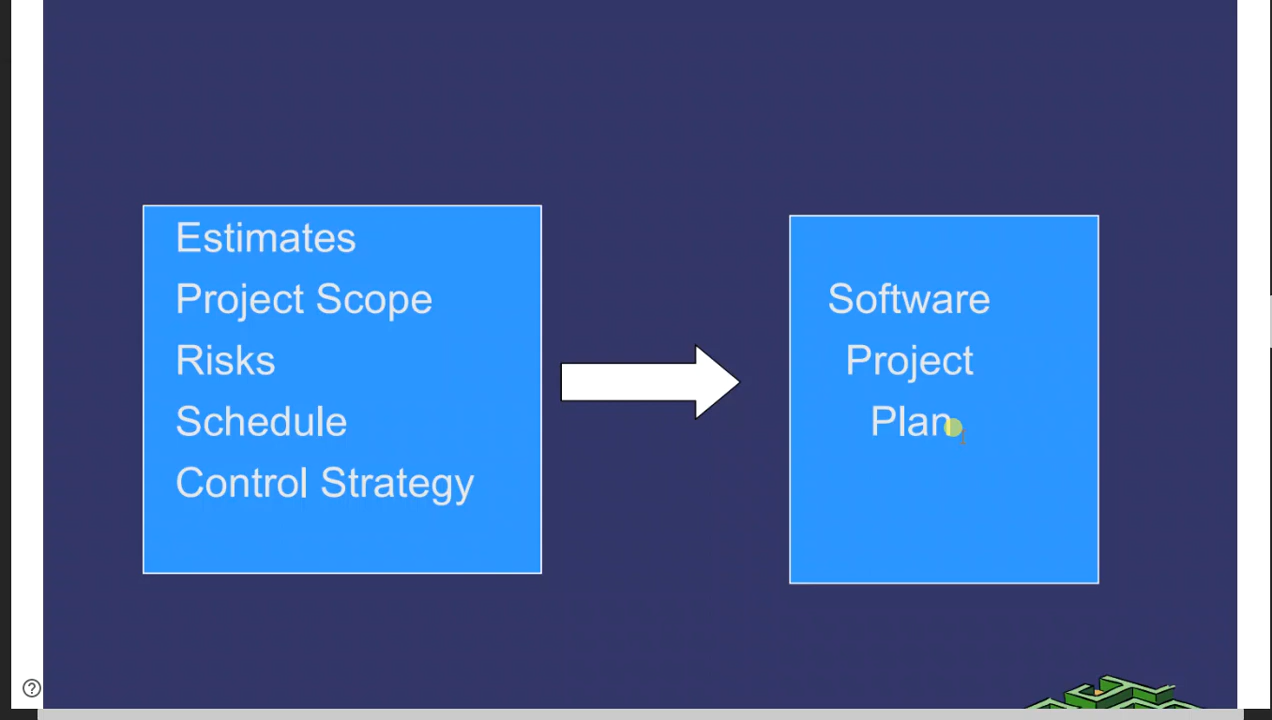 Estimates
Project Scope
Risks
Schedule
Control Strategy
Software
Project
Plan
?